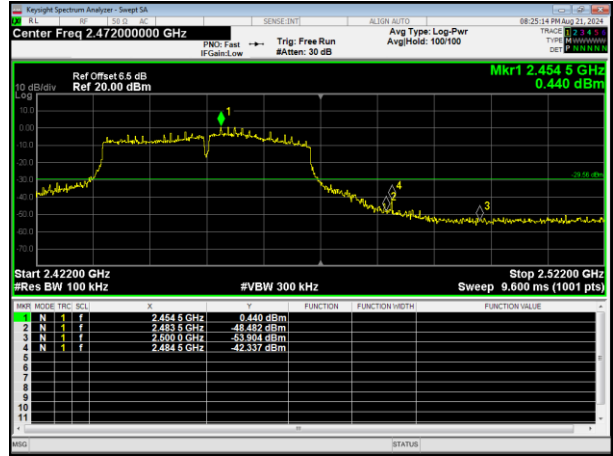 Keysight Spectrum Analyzer - Swept SA
RL RF 50 Ω AC SENSE:INT ALIGN AUTO 08:25:14 PM Aug 21, 2024
Center Freq 2.472000000 GHz
PNO: Fast
IFGain:Low
Trig: Free Run
#Atten: 30 dB
Avg Type: Log-Pwr
Avg|Hold: 100/100
TRACE 1 2 3 4 5 6
TYPE M WWWWW
DET P N N N N N
Mkr1 2.454 5 GHz
0.440 dBm
Ref Offset 6.5 dB
10 dB/div Ref 20.00 dBm
Log
10.0
0.00
-10.0
-20.0
-30.0
-40.0
-50.0
-60.0
-70.0
1
-29.56 dBm
4
2
3
Start 2.42200 GHz Stop 2.52200 GHz
#Res BW 100 kHz #VBW 300 kHz Sweep 9.600 ms (1001 pts)
MKR MODE TRC SCL X Y FUNCTION FUNCTION WIDTH FUNCTION VALUE
1 N 1 f 2.454 5 GHz 0.440 dBm
2 N 1 f 2.483 5 GHz -48.482 dBm
3 N 1 f 2.500 0 GHz -53.904 dBm
4 N 1 f 2.484 5 GHz -42.337 dBm
5
6
7
8
9
10
11
MSG STATUS